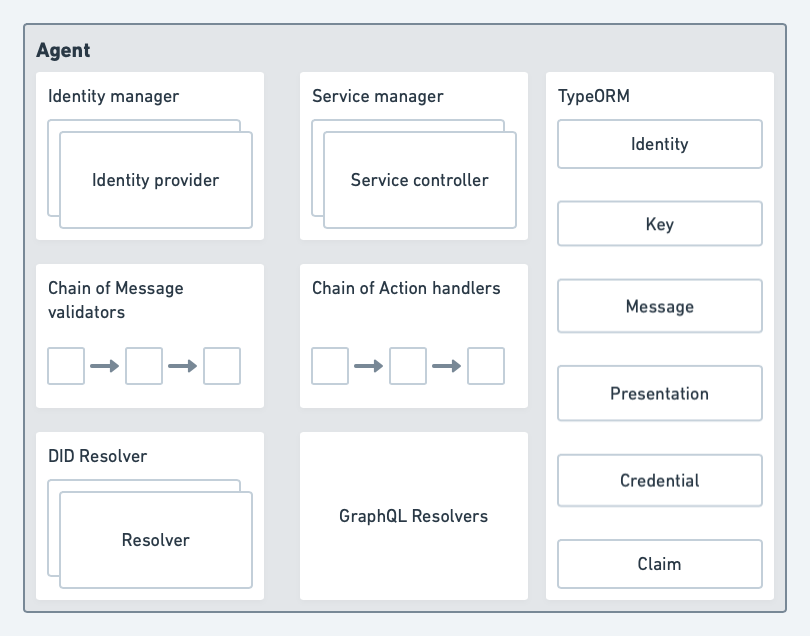 Agent
Identity manager
Identity provider
Service manager
Service controller
TypeORM
Identity
Key
Message
Presentation
Credential
Claim
Chain of Message
validators
Chain of Action handlers
DID Resolver
Resolver
GraphQL Resolvers